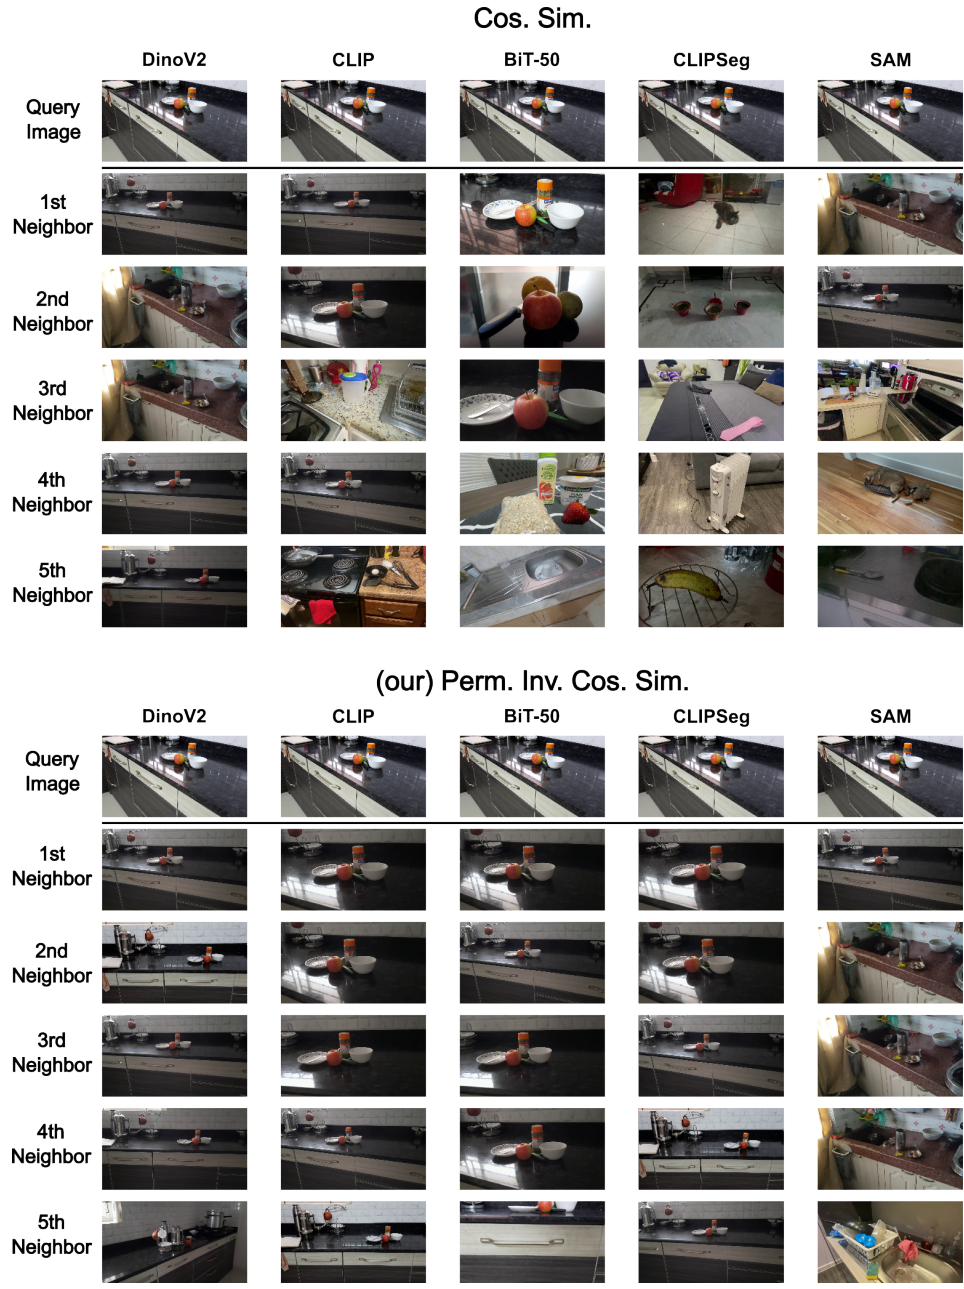 Cos. Sim.
DinoV2 CLIP BiT-50 CLIPSeg SAM
Query
Image
1st
Neighbor
2nd
Neighbor
3rd
Neighbor
4th
Neighbor
5th
Neighbor
(our) Perm. Inv. Cos. Sim.
DinoV2 CLIP BiT-50 CLIPSeg SAM
Query
Image
1st
Neighbor
2nd
Neighbor
3rd
Neighbor
4th
Neighbor
5th
Neighbor